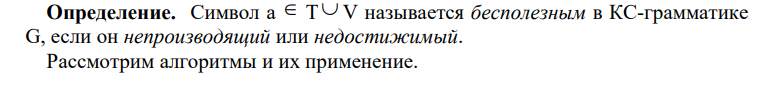 Определение. Символ a ∈ T∪V называется бесполезным в КС-грамматике
G, если он непроизводящий или недостижимый.
Рассмотрим алгоритмы и их применение.